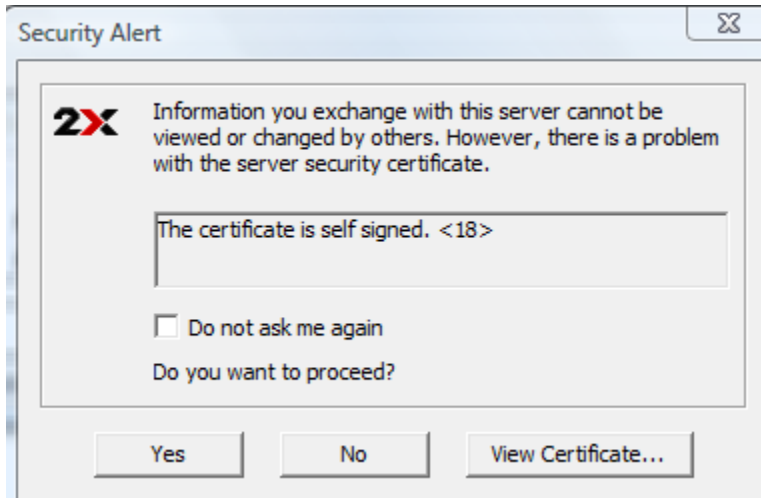 Security Alert
2X
Information you exchange with this server cannot be
viewed or changed by others. However, there is a problem
with the server security certificate.
The certificate is self signed. <18>
Do not ask me again
Do you want to proceed?
Yes No View Certificate...